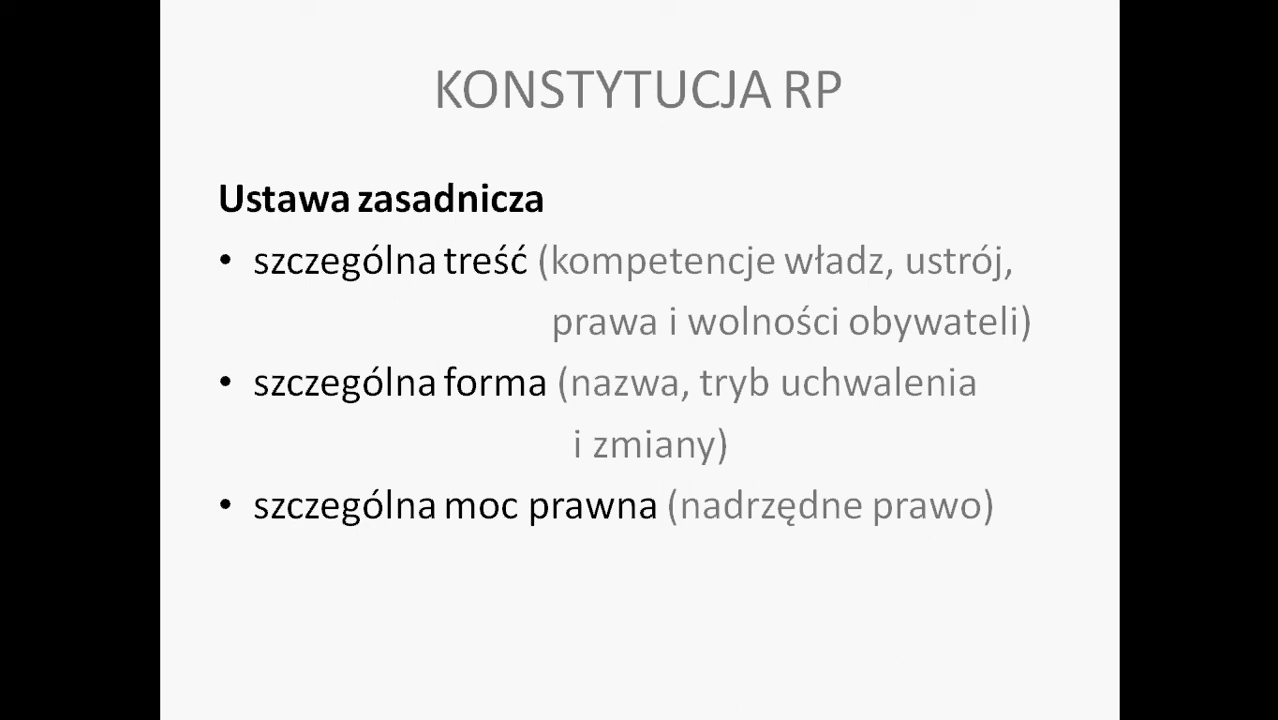 KONSTYTUCJA RP
Ustawa zasadnicza
• szczególna treść (kompetencje władz, ustrój,
prawa i wolności obywateli)
• szczególna forma (nazwa, tryb uchwalenia
i zmiany)
• szczególna moc prawna (nadrzędne prawo)